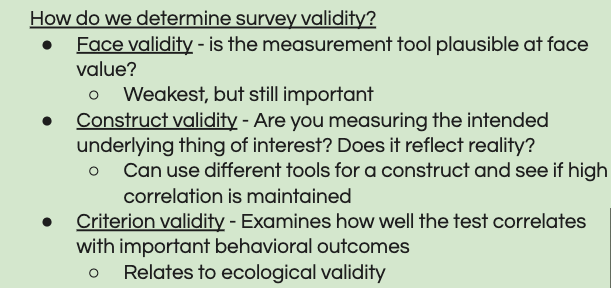 How do we determine survey validity?
● Face validity - is the measurement tool plausible at face
value?
○ Weakest, but still important
● Construct validity - Are you measuring the intended
underlying thing of interest? Does it reflect reality?
○ Can use different tools for a construct and see if high
correlation is maintained
● Criterion validity - Examines how well the test correlates
with important behavioral outcomes
○ Relates to ecological validity